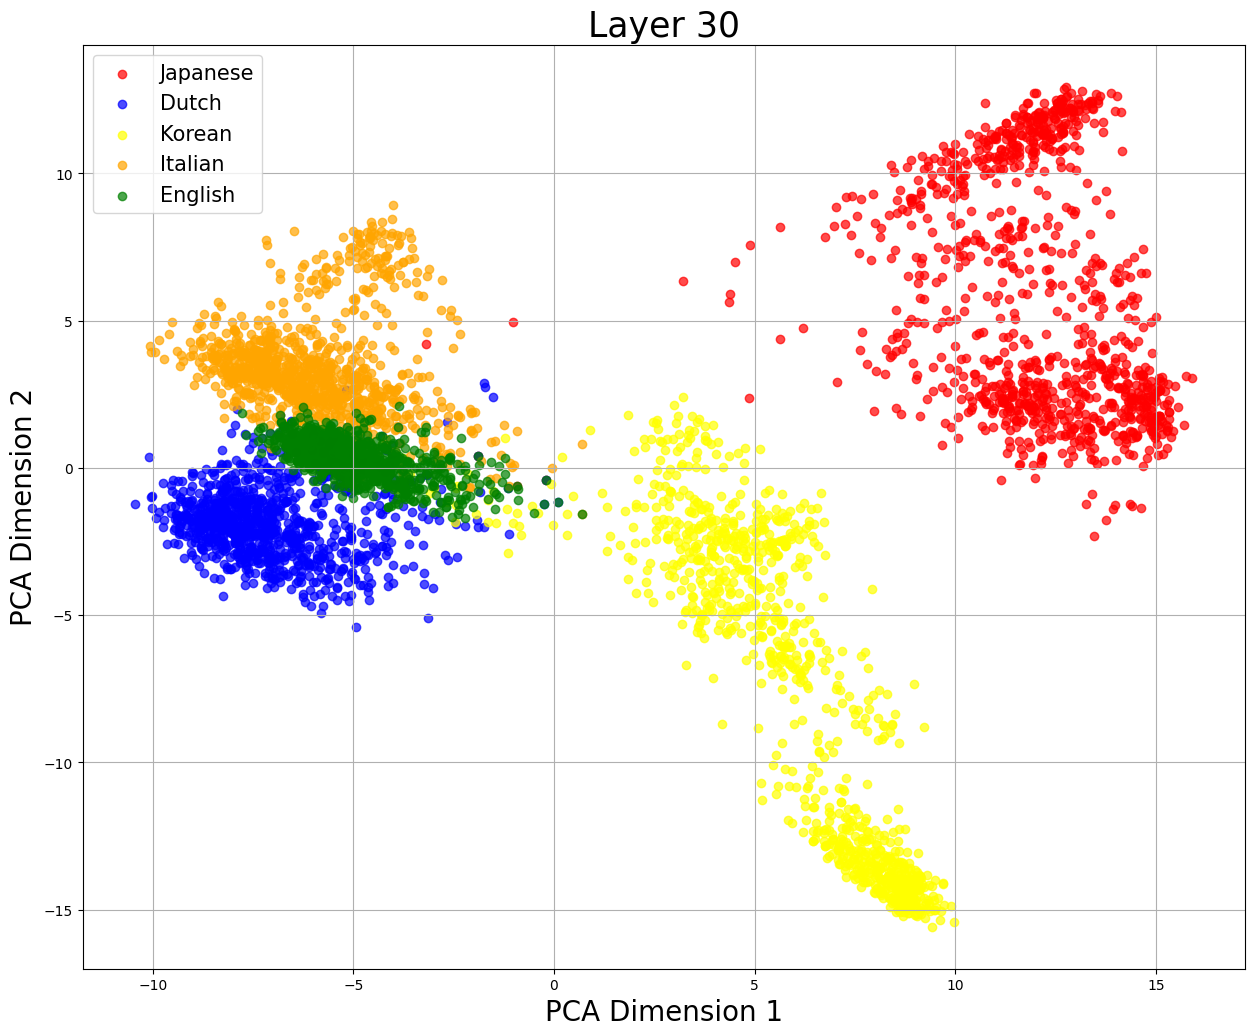 Layer 30
Japanese
Dutch
Korean
Italian
English
PCA Dimension 2
10
5
0
−5
−10
−15
−10
−5
0
5
10
15
PCA Dimension 1